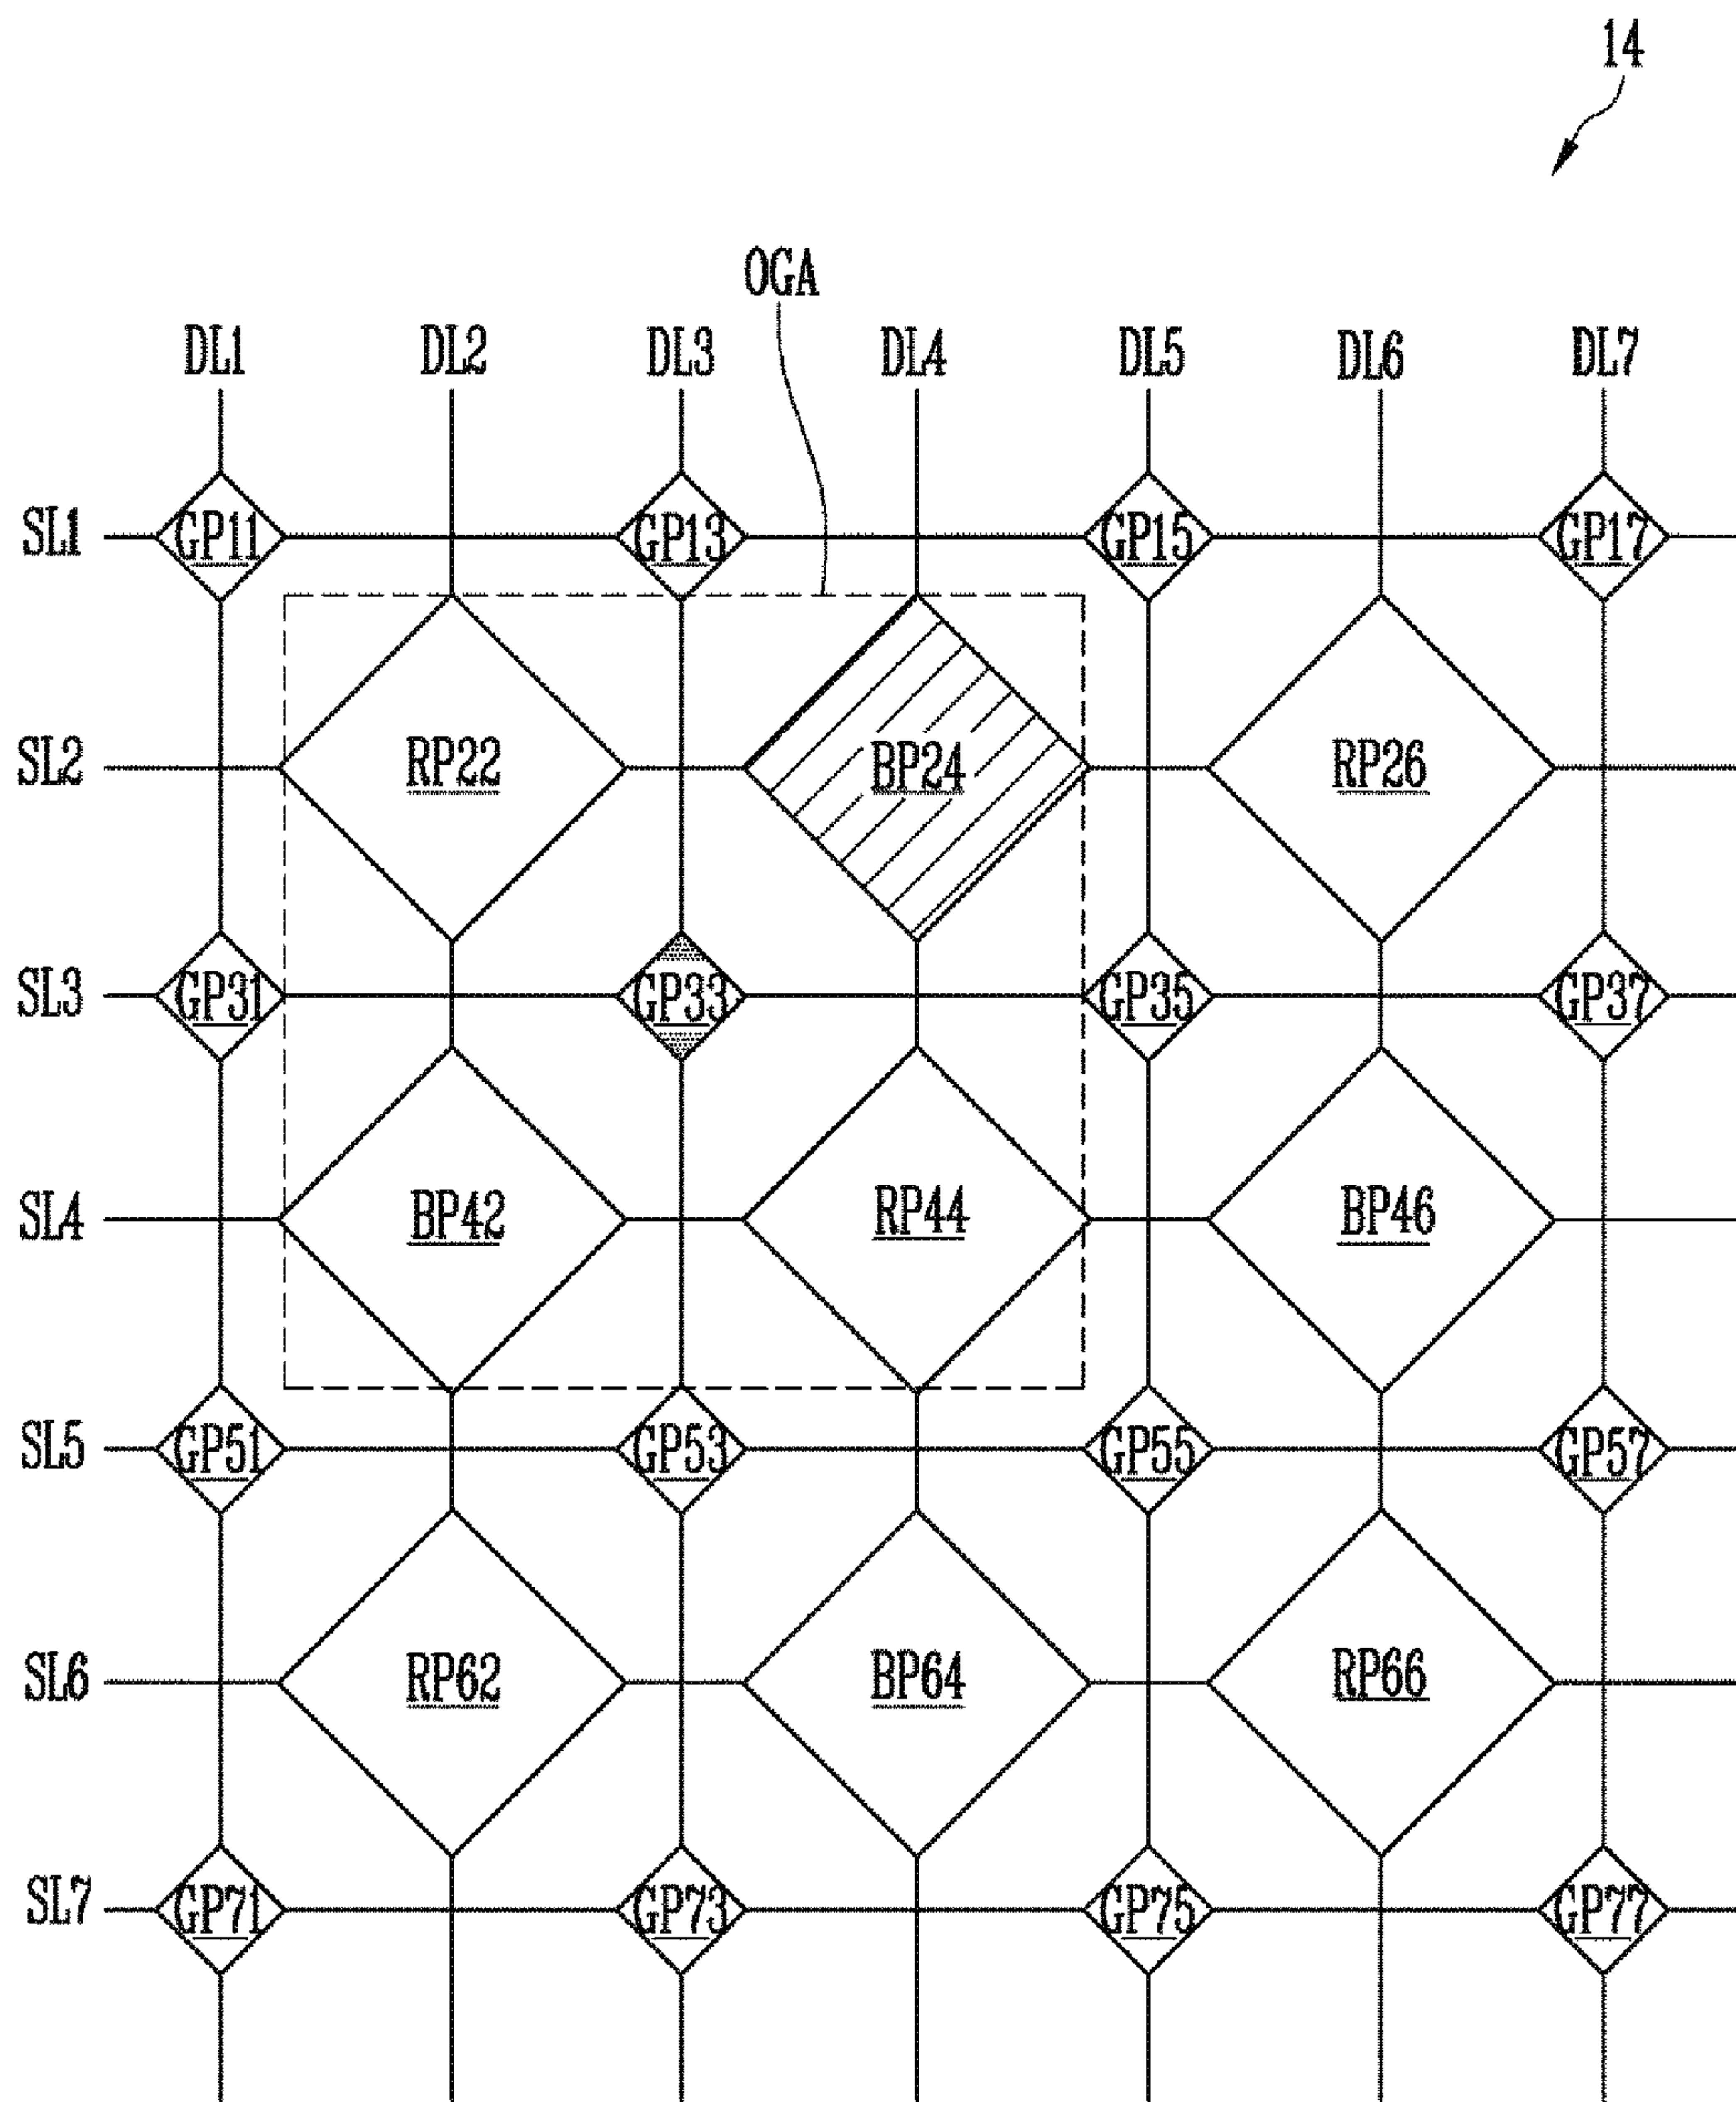 14
OGA
DL1 DL2 DL3 DL4 DL5 DL6 DL7
SL1 GP11 GP13 GP15 GP17
SL2 RP22 BP24 RP26
SL3 GP31 GP33 GP35 GP37
SL4 BP42 RP44 BP46
SL5 GP51 GP53 GP55 GP57
SL6 RP62 BP64 RP66
SL7 GP71 GP73 GP75 GP77